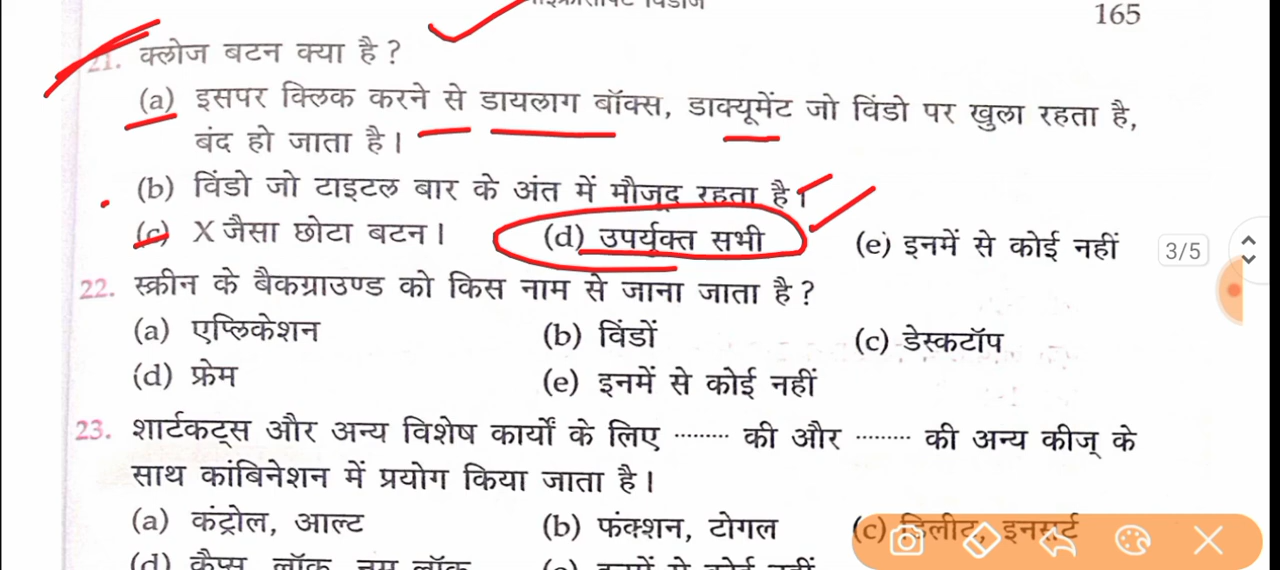 165
21. क्लोज बटन क्या है ?
(a) इसपर क्लिक करने से डायलाग बॉक्स, डाक्यूमेंट जो विंडो पर खुला रहता है,
बंद हो जाता है।
(b) विंडो जो टाइटल बार के अंत में मौजूद रहता है।
(c) X जैसा छोटा बटन। (d) उपर्युक्त सभी (e) इनमें से कोई नहीं
3/5
22. स्क्रीन के बैकग्राउण्ड को किस नाम से जाना जाता है ?
(a) एप्लिकेशन (b) विंडों (c) डेस्कटॉप
(d) फ्रेम (e) इनमें से कोई नहीं
23. शार्टकट्स और अन्य विशेष कार्यों के लिए ········· की और ········· की अन्य कीज् के
साथ कांबिनेशन में प्रयोग किया जाता है।
(a) कंट्रोल, आल्ट (b) फंक्शन, टोगल (c) डिलीट, इनसर्ट
(d) कैप्स लॉक, नम लॉक